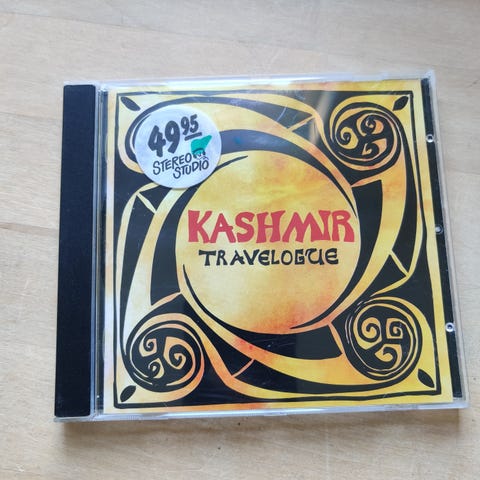 49 95
STEREO
STUDIO
KASHMIR
TRAVELOGUE